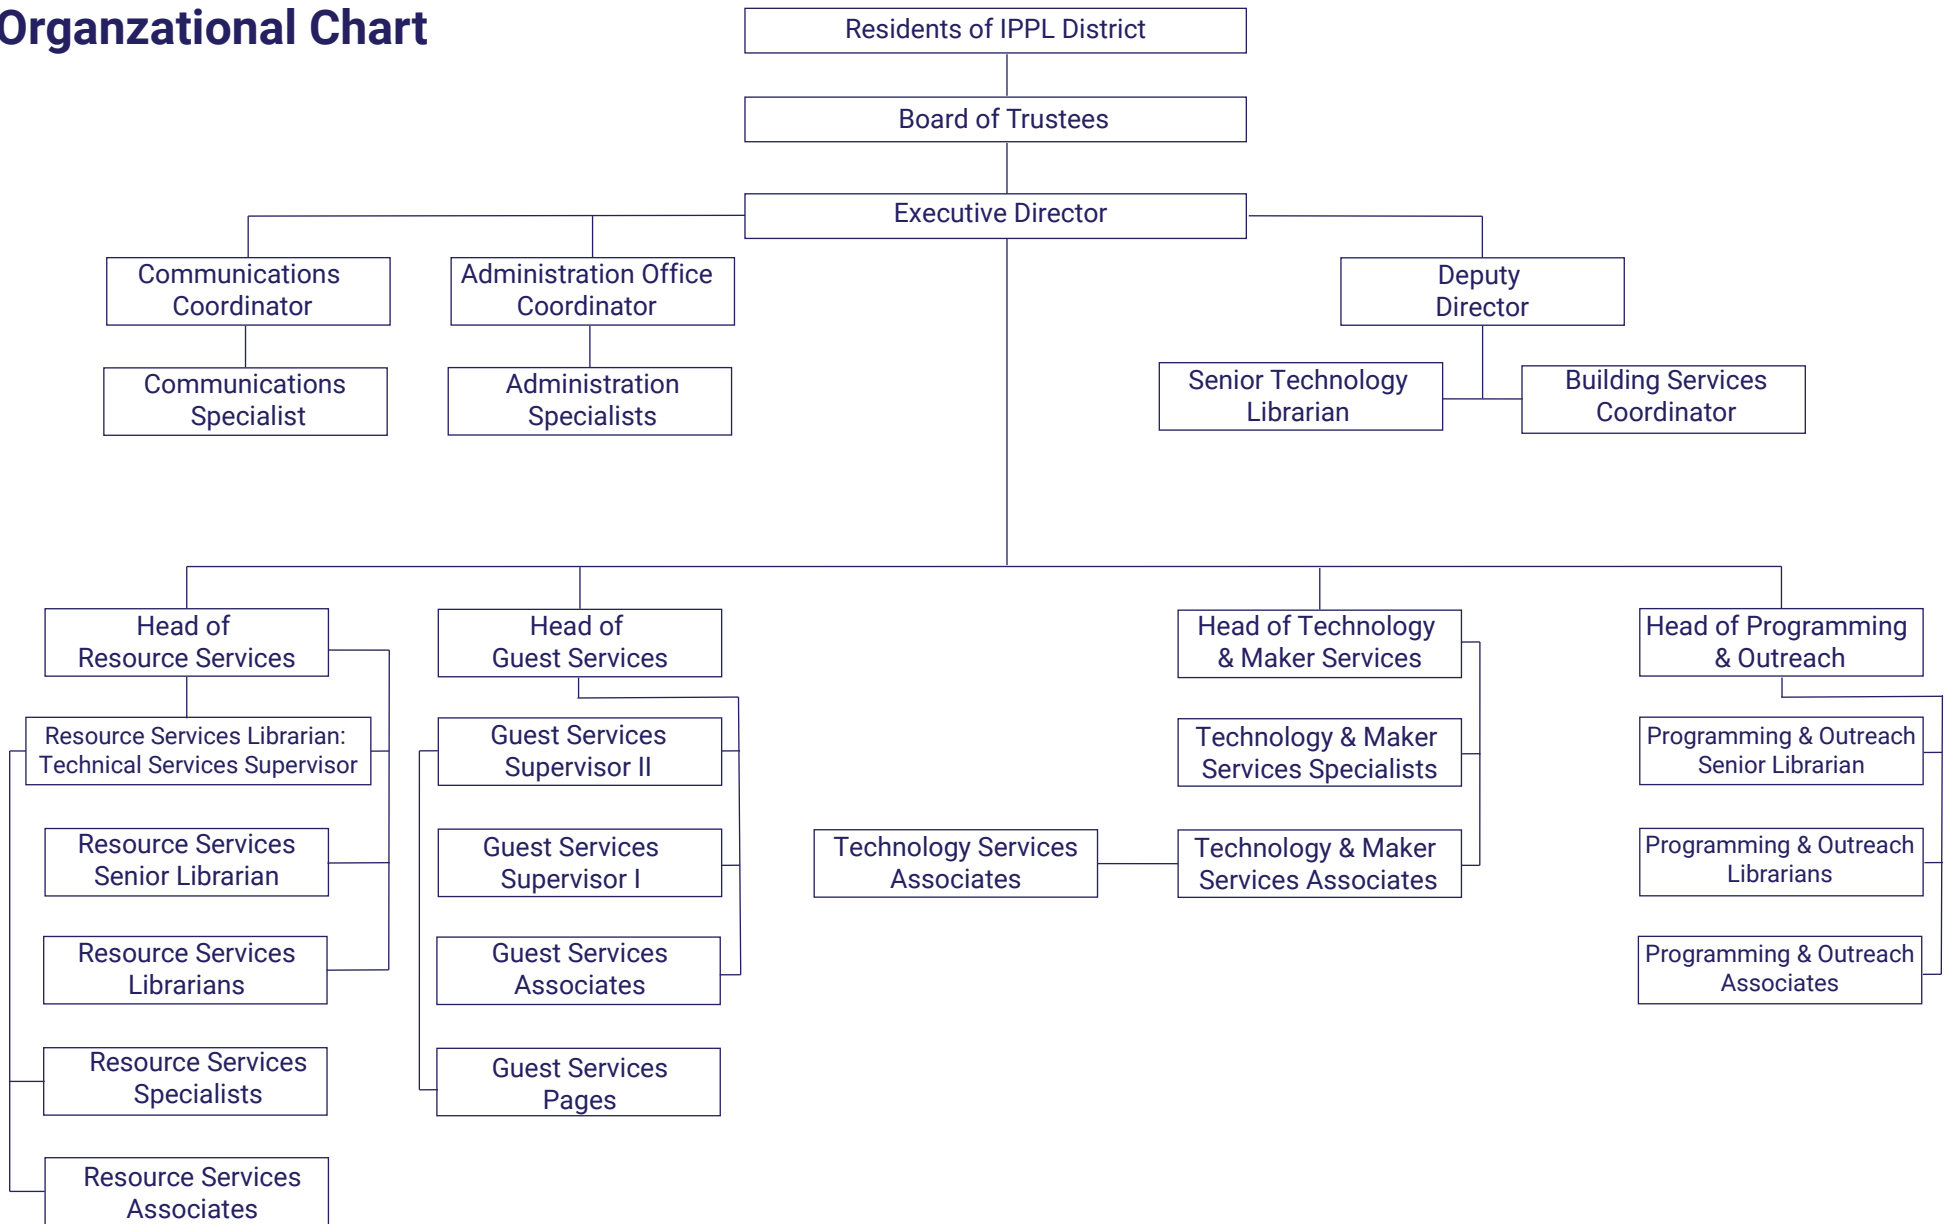 Organzational Chart
Residents of IPPL District
Board of Trustees
Executive Director
Communications
Coordinator
Administration Office
Coordinator
Deputy
Director
Communications
Specialist
Administration
Specialists
Senior Technology
Librarian
Building Services
Coordinator
Head of
Resource Services
Head of
Guest Services
Head of Technology
& Maker Services
Head of Programming
& Outreach
Resource Services Librarian:
Technical Services Supervisor
Guest Services
Supervisor II
Technology & Maker
Services Specialists
Programming & Outreach
Senior Librarian
Resource Services
Senior Librarian
Guest Services
Supervisor I
Technology Services
Associates
Technology & Maker
Services Associates
Programming & Outreach
Librarians
Resource Services
Librarians
Guest Services
Associates
Programming & Outreach
Associates
Resource Services
Specialists
Guest Services
Pages
Resource Services
Associates